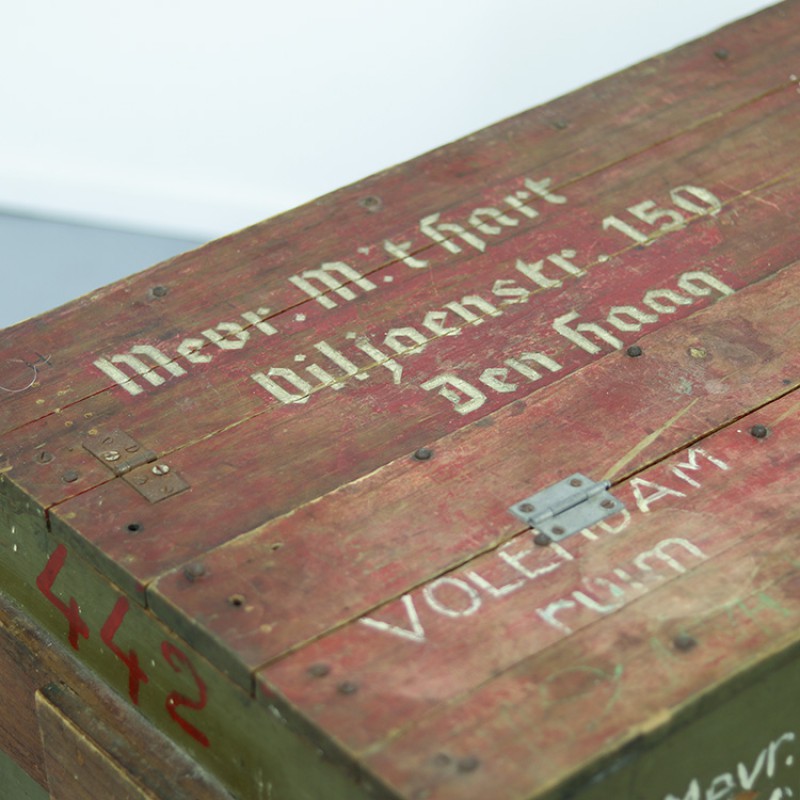 Mevr. M. 't Hart
Viljoenstr. 150
Den Haag
VOLENDAM
ruim
442
Mevr.